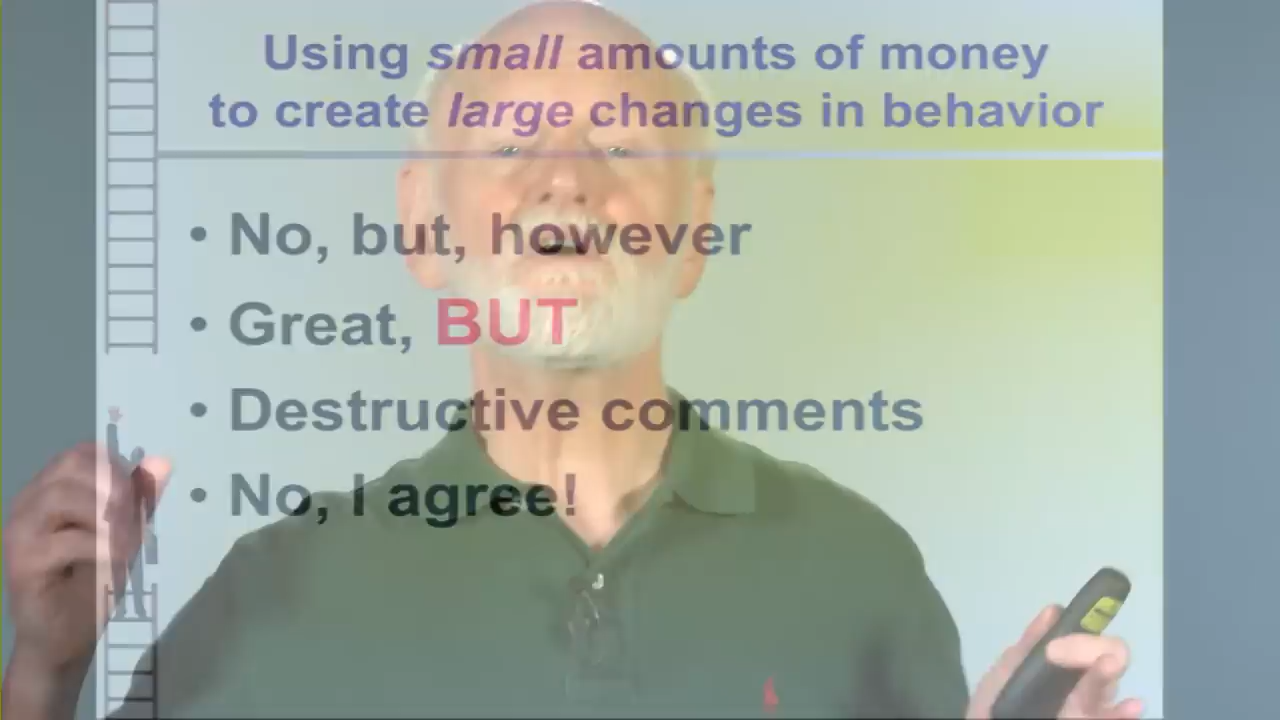 Using small amounts of money
to create large changes in behavior
• No, but, however
• Great, BUT
• Destructive comments
• No, I agree!